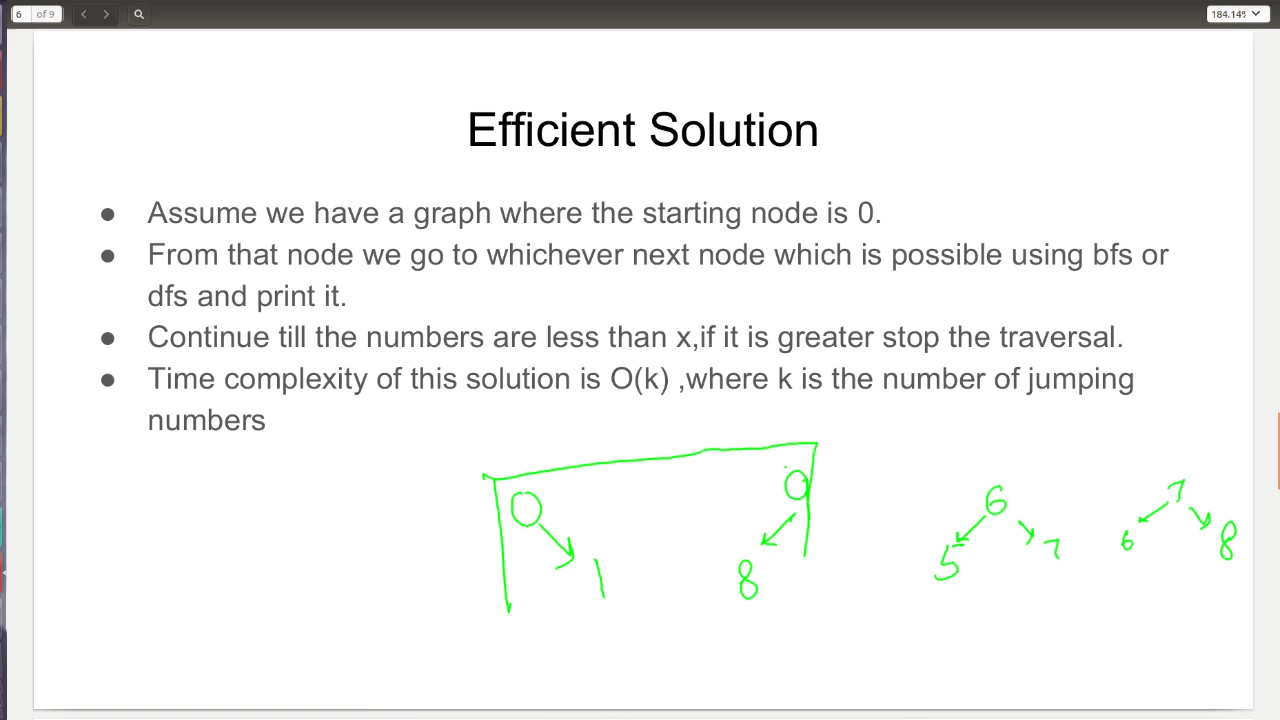 6 of 9
184.14%
Efficient Solution
● Assume we have a graph where the starting node is 0.
● From that node we go to whichever next node which is possible using bfs or
dfs and print it.
● Continue till the numbers are less than x,if it is greater stop the traversal.
● Time complexity of this solution is O(k) ,where k is the number of jumping
numbers
0 0 6 7
1 8 5 7 6 8